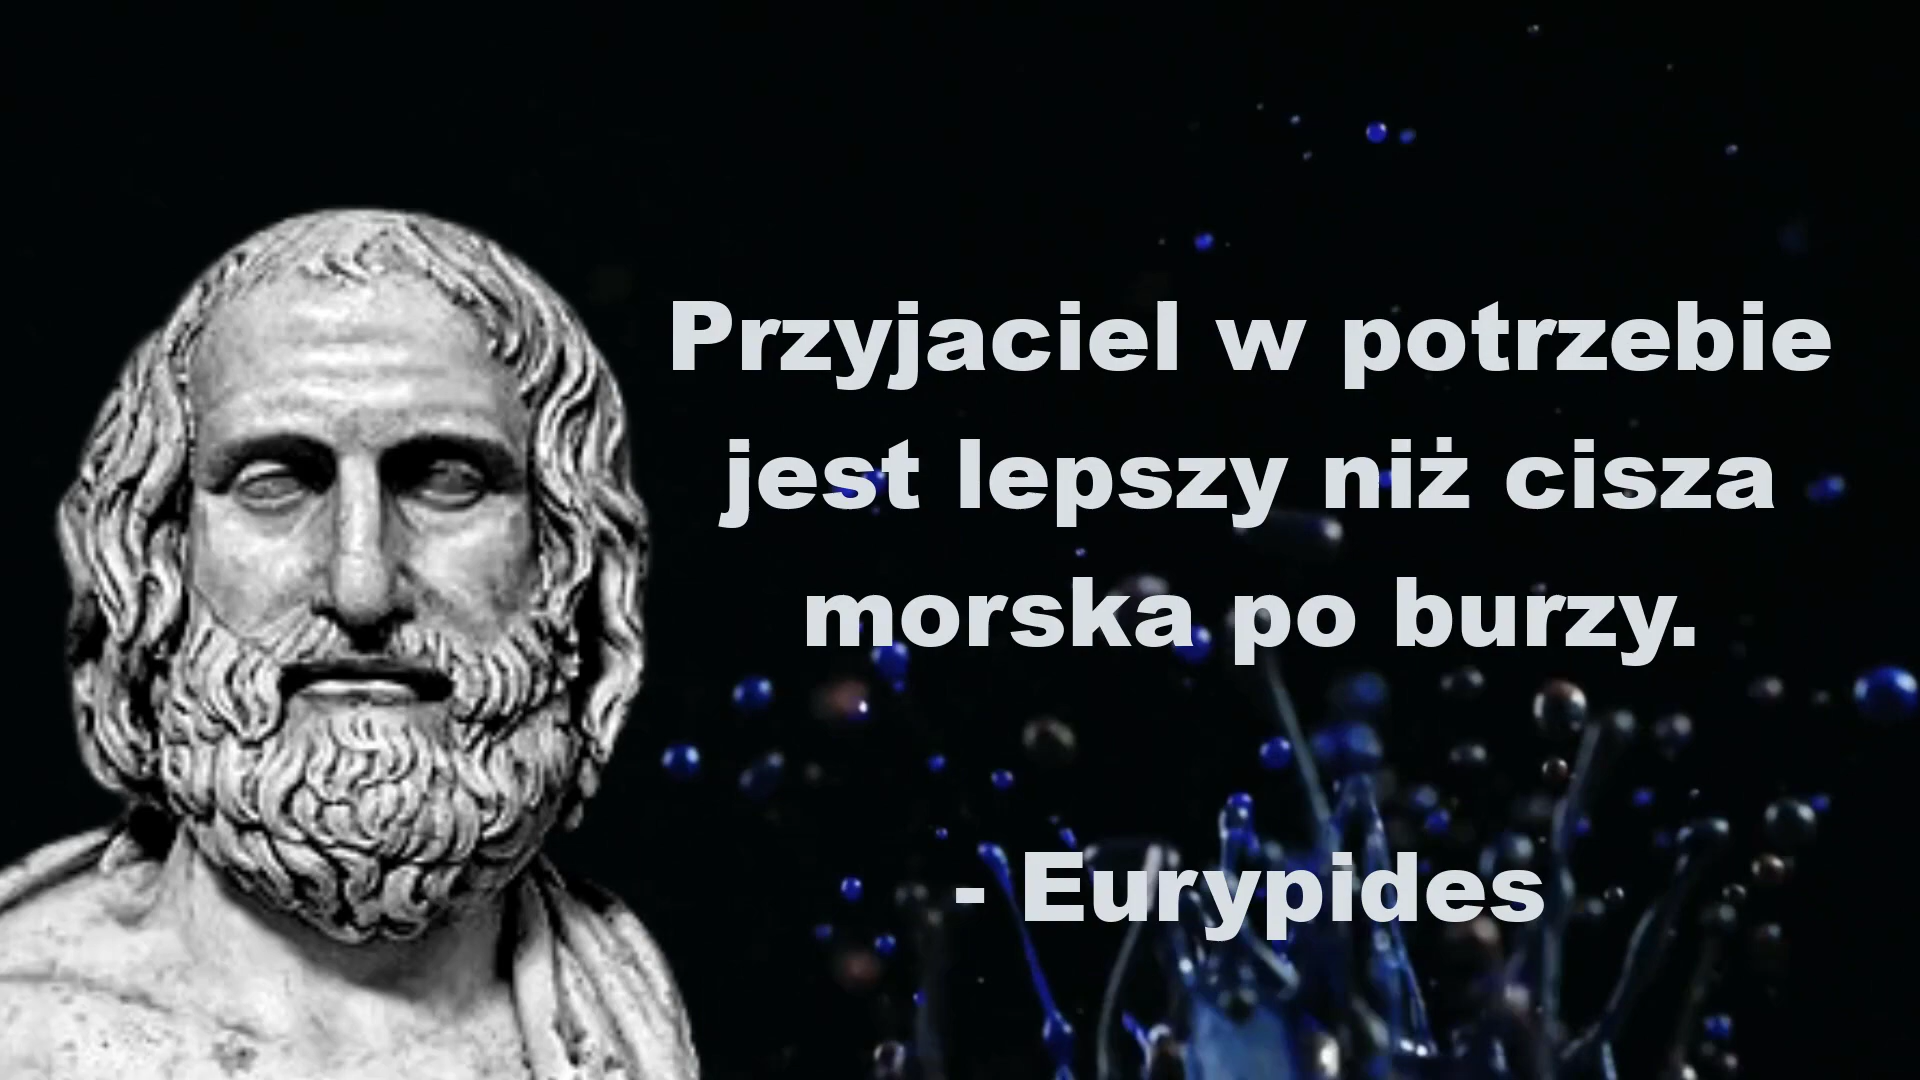 Przyjaciel w potrzebie
jest lepszy niż cisza
morska po burzy.
- Eurypides